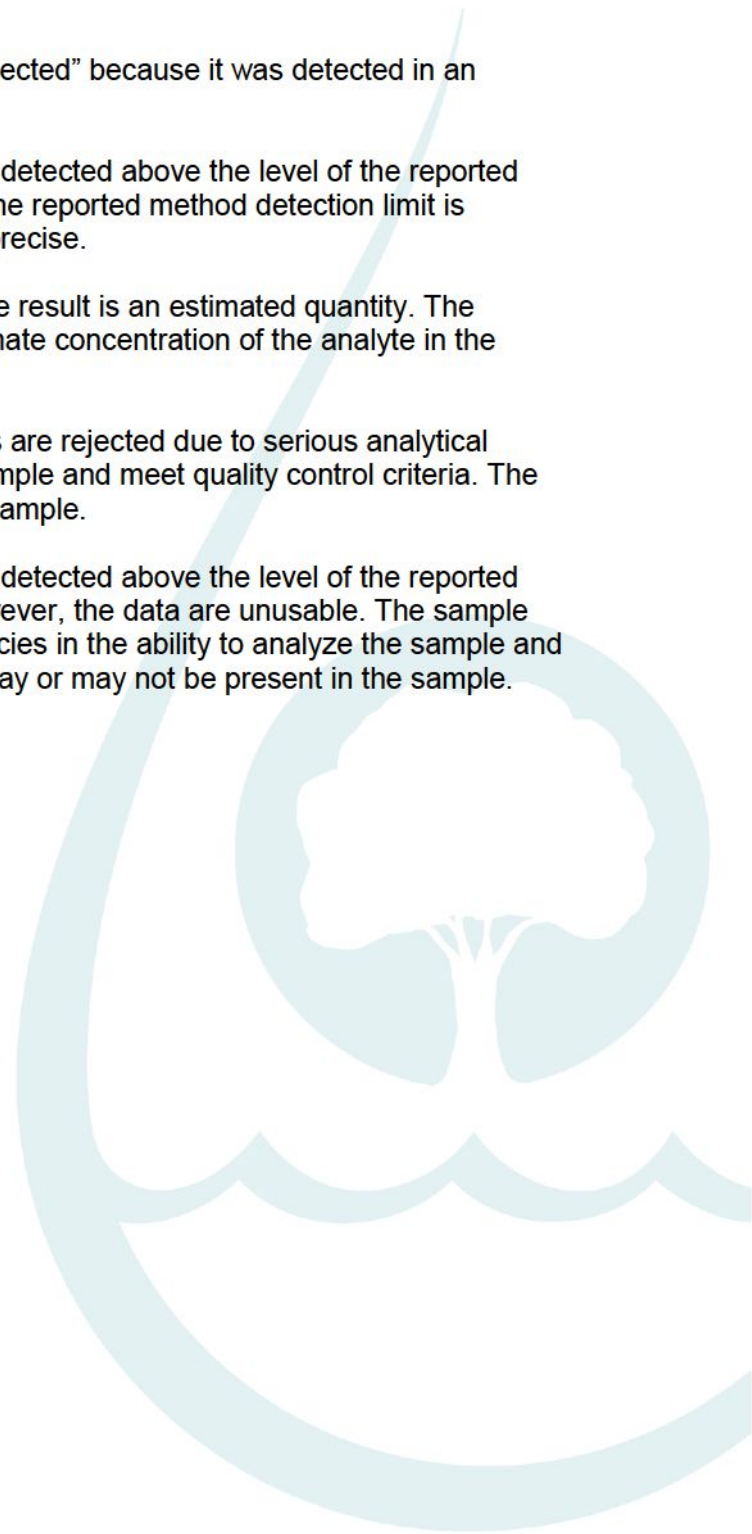 ected” because it was detected in an
detected above the level of the reported
he reported method detection limit is
recise.
e result is an estimated quantity. The
nate concentration of the analyte in the
s are rejected due to serious analytical
mple and meet quality control criteria. The
ample.
detected above the level of the reported
ever, the data are unusable. The sample
cies in the ability to analyze the sample and
ay or may not be present in the sample.